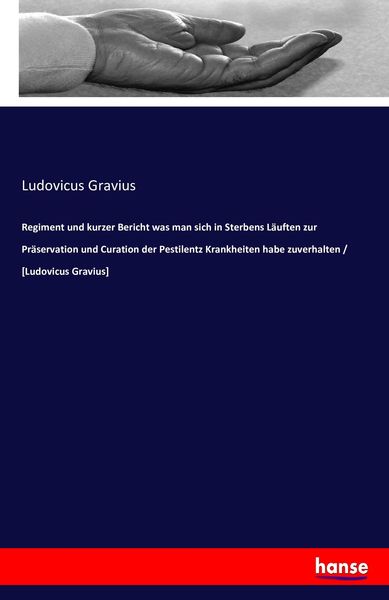 Ludovicus Gravius
Regiment und kurzer Bericht was man sich in Sterbens Läuften zur
Präservation und Curation der Pestilentz Krankheiten habe zuverhalten /
[Ludovicus Gravius]
hanse